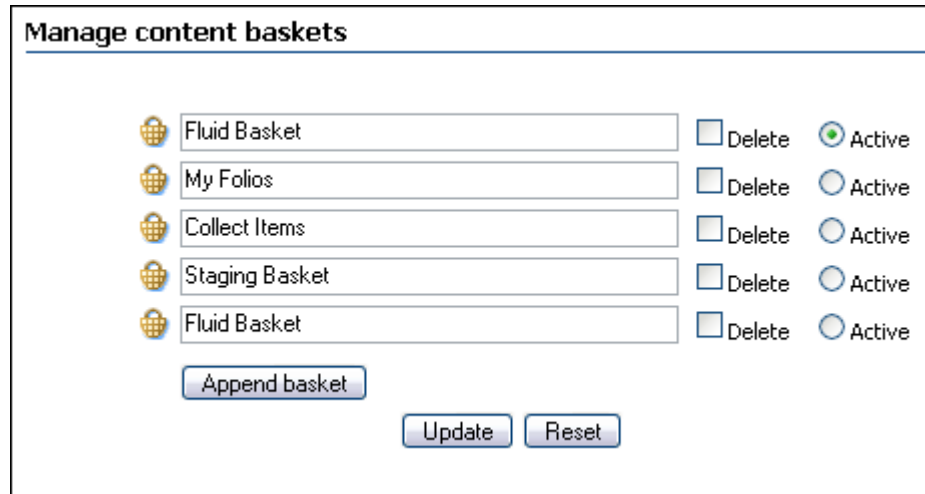 Manage content baskets
Fluid Basket Delete Active
My Folios Delete Active
Collect Items Delete Active
Staging Basket Delete Active
Fluid Basket Delete Active
Append basket
Update Reset